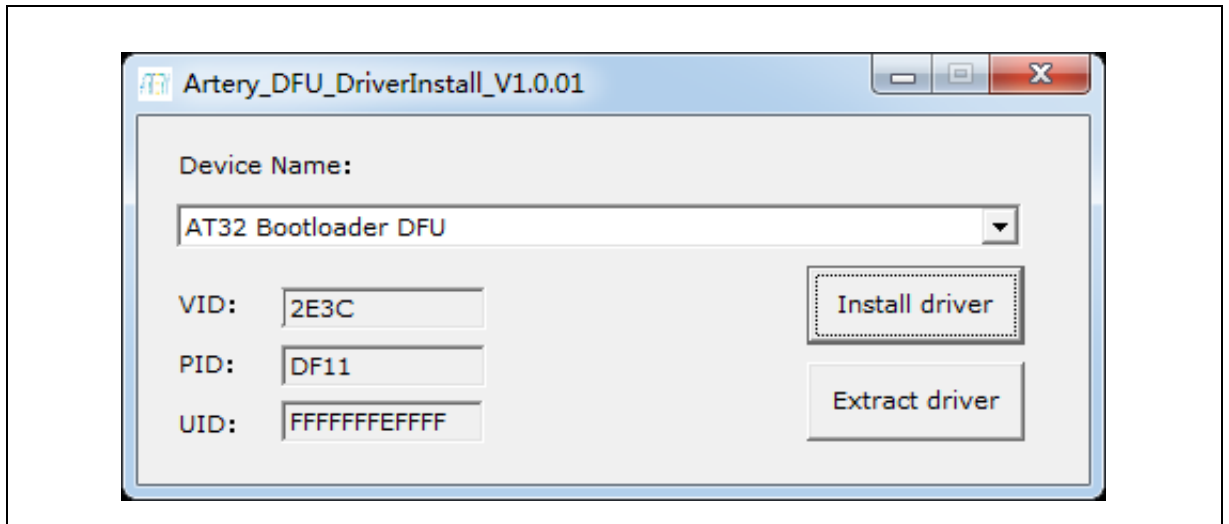 Artery_DFU_DriverInstall_V1.0.01
Device Name:
AT32 Bootloader DFU
VID: 2E3C
Install driver
PID: DF11
Extract driver
UID: FFFFFFFEFFFF